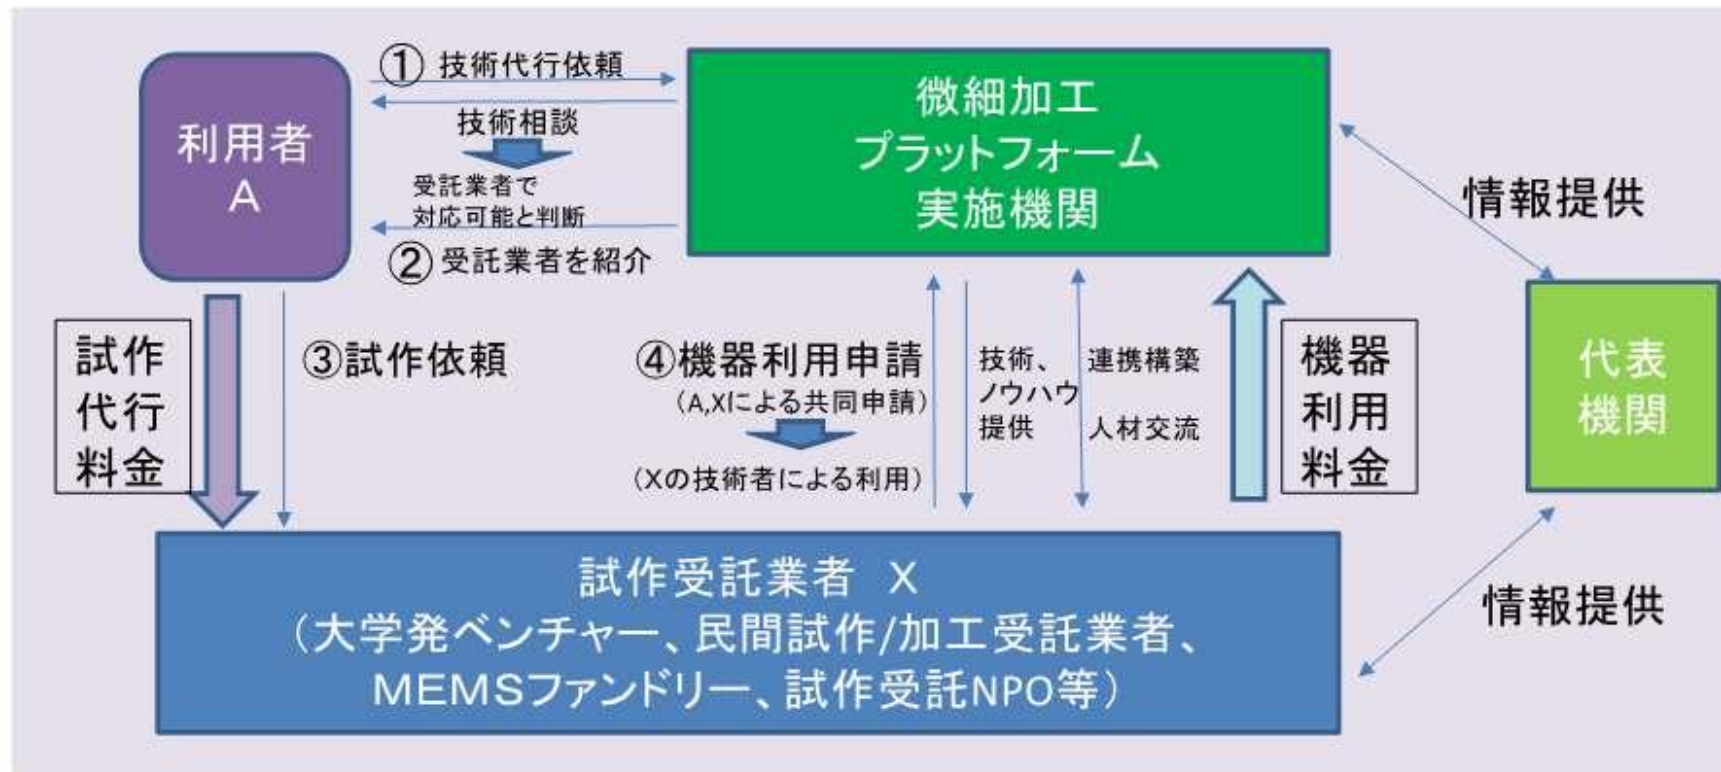 利用者
A
① 技術代行依頼
技術相談
受託業者で
対応可能と判断
② 受託業者を紹介
微細加工
プラットフォーム
実施機関
情報提供
代表
機関
試作
代行
料金
③試作依頼
④機器利用申請
（A,Xによる共同申請）
（Xの技術者による利用）
技術、
ノウハウ
提供
連携構築
人材交流
機器
利用
料金
試作受託業者 X
（大学発ベンチャー、民間試作/加工受託業者、
MEMSファンドリー、試作受託NPO等）
情報提供